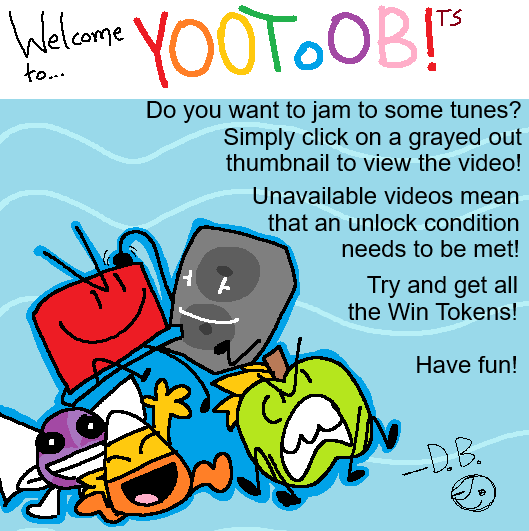 Welcome
to...
YOOToOB!TS
Do you want to jam to some tunes?
Simply click on a grayed out
thumbnail to view the video!
Unavailable videos mean
that an unlock condition
needs to be met!
Try and get all
the Win Tokens!
Have fun!
—D.B.